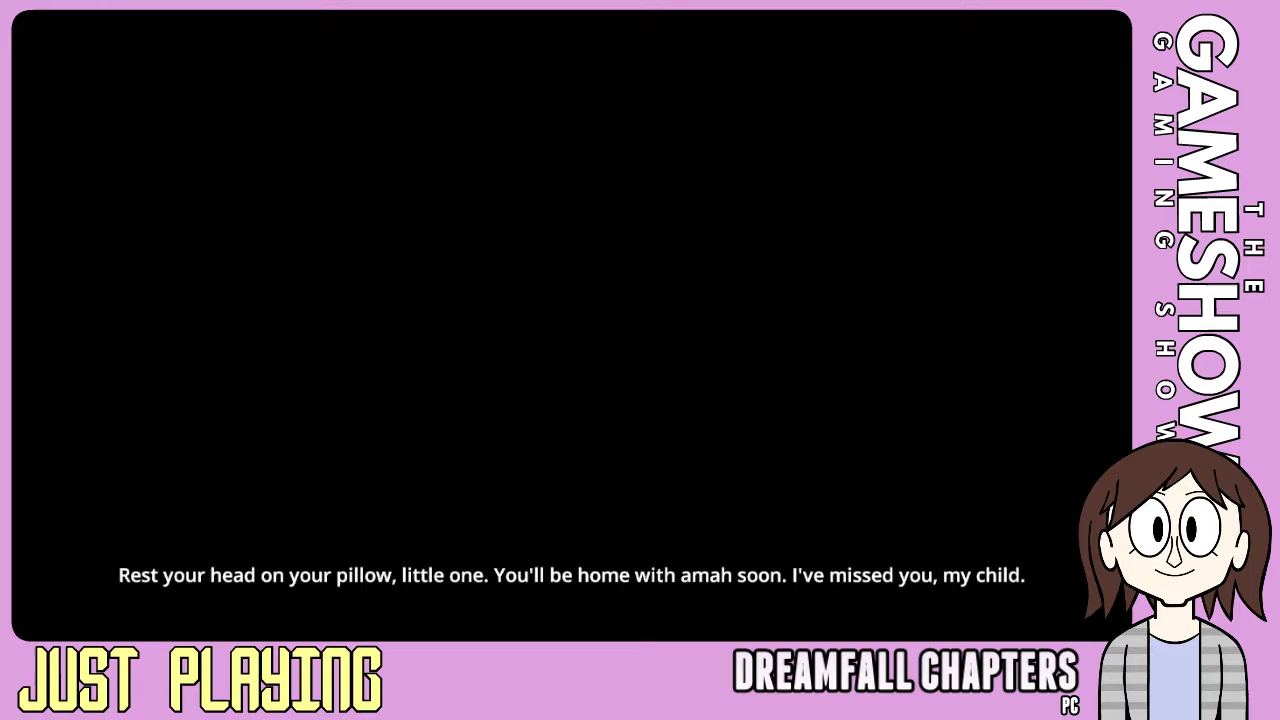 Rest your head on your pillow, little one. You'll be home with amah soon. I've missed you, my child.
THE
GAMESHOW
GAMING SHOW
JUST PLAYING
DREAMFALL CHAPTERS
PC